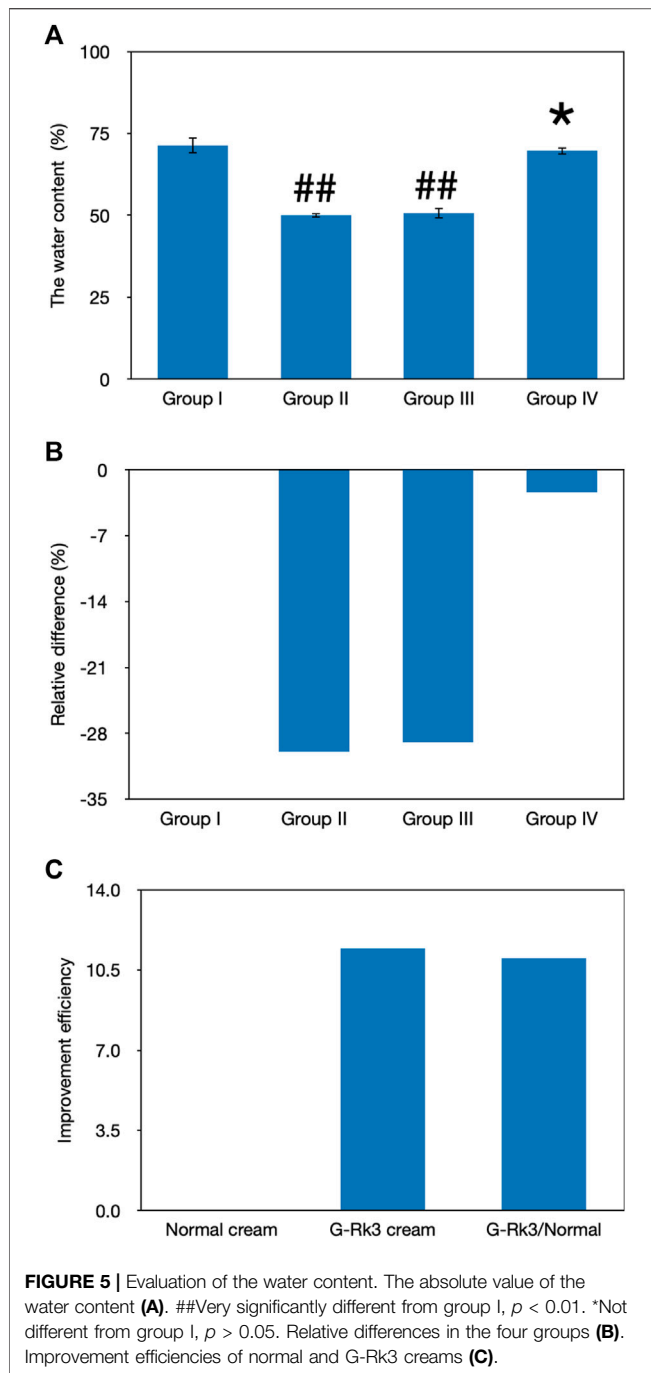 A
The water content (%)
100
75
50
25
0
## ## *
Group I Group II Group III Group IV
B
Relative difference (%)
0
-7
-14
-21
-28
-35
Group I Group II Group III Group IV
C
Improvement efficiency
14.0
10.5
7.0
3.5
0.0
Normal cream G-Rk3 cream G-Rk3/Normal
FIGURE 5 | Evaluation of the water content. The absolute value of the
water content (A). ##Very significantly different from group I, p < 0.01. *Not
different from group I, p > 0.05. Relative differences in the four groups (B).
Improvement efficiencies of normal and G-Rk3 creams (C).